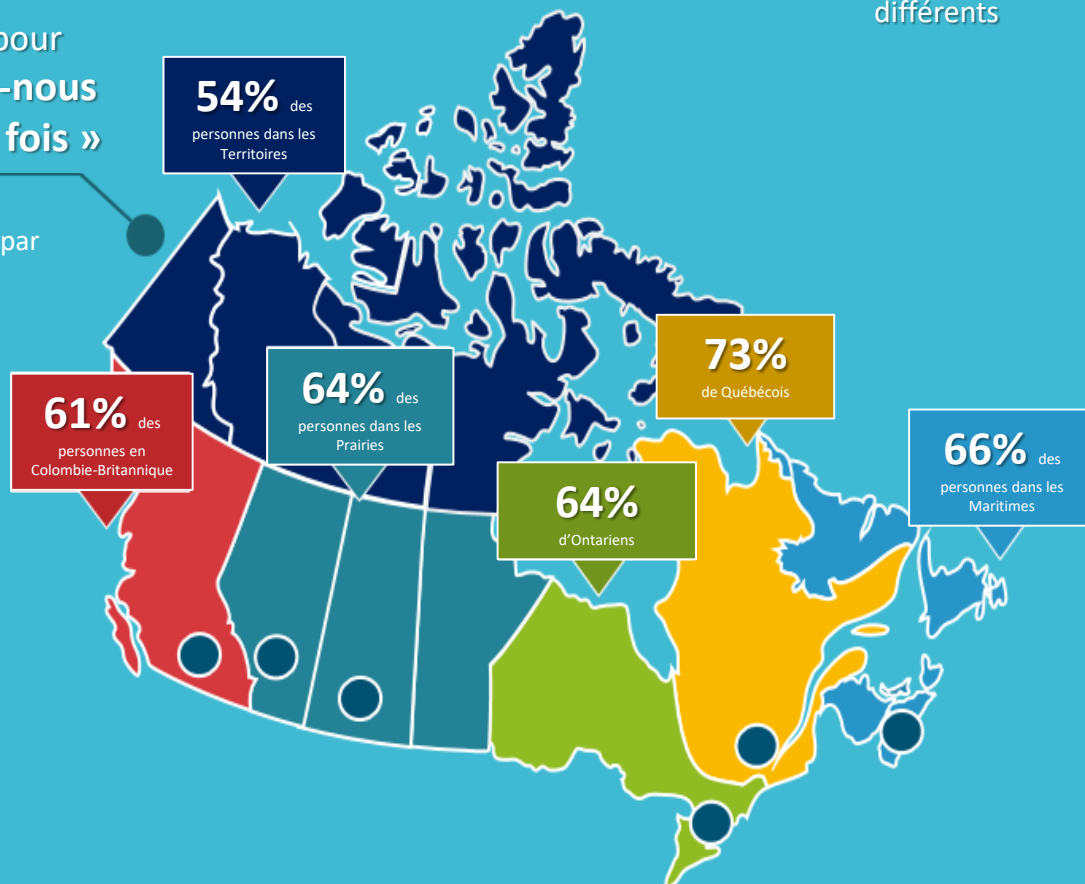 différents
pour
-nous
fois »
par
54% des
personnes dans les
Territoires
73%
de Québécois
64% des
personnes dans les
Prairies
61% des
personnes en
Colombie-Britannique
66% des
personnes dans les
Maritimes
64%
d'Ontariens